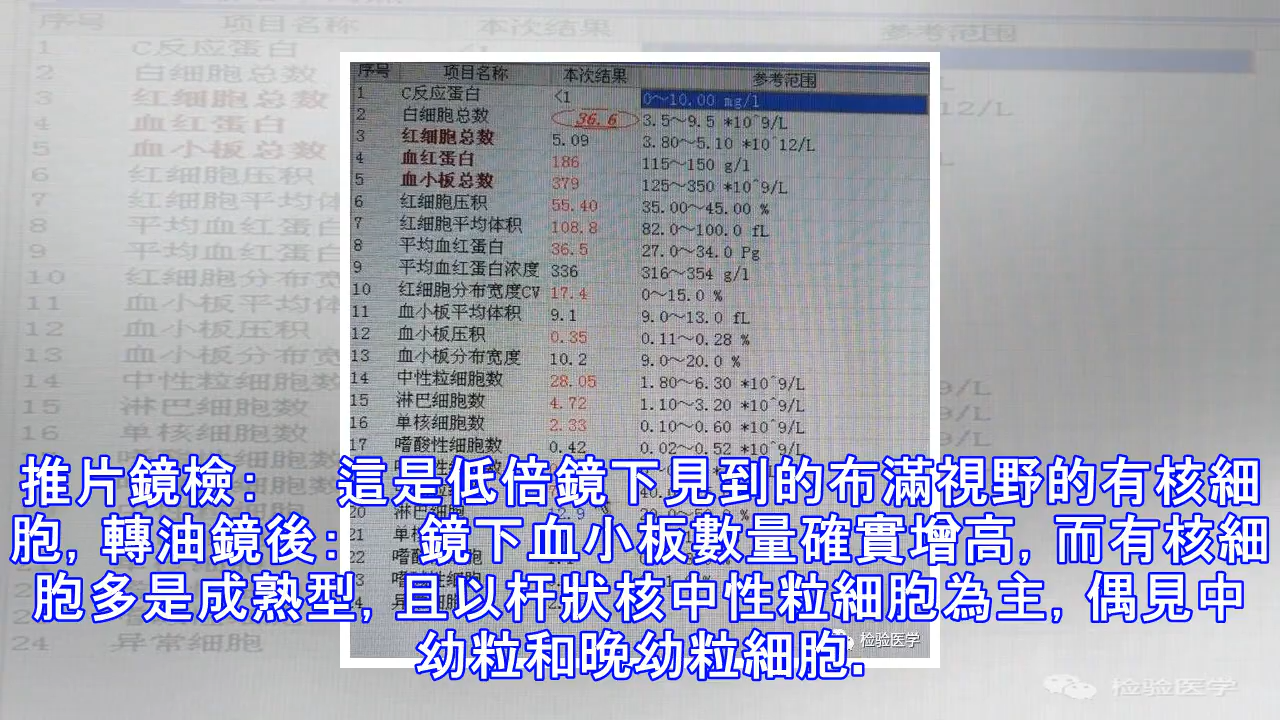 序号 项目名称 本次结果 参考范围
1 C反应蛋白 <1 0~10.00 mg/l
2 白细胞总数 36.6 3.5~9.5 *10^9/L
3 红细胞总数 5.09 3.80~5.10 *10^12/L
4 血红蛋白 186 115~150 g/l
5 血小板总数 379 125~350 *10^9/L
6 红细胞压积 55.40 35.00~45.00 %
7 红细胞平均体积 108.8 82.0~100.0 fL
8 平均血红蛋白 36.5 27.0~34.0 Pg
9 平均血红蛋白浓度 336 316~354 g/l
10 红细胞分布宽度CV 17.4 0~15.0 %
11 血小板平均体积 9.1 9.0~13.0 fL
12 血小板压积 0.35 0.11~0.28 %
13 血小板分布宽度 10.2 9.0~20.0 %
14 中性粒细胞数 28.05 1.80~6.30 *10^9/L
15 淋巴细胞数 4.72 1.10~3.20 *10^9/L
16 单核细胞数 2.33 0.10~0.60 *10^9/L
17 嗜酸性细胞数 0.42 0.02~0.52 *10^9/L
推片鏡檢: 這是低倍鏡下見到的布滿視野的有核細
胞, 轉油鏡後: 鏡下血小板數量確實增高, 而有核細
胞多是成熟型, 且以杆狀核中性粒細胞為主, 偶見中
幼粒和晚幼粒細胞.
检验医学
24 异常细胞
检验医学